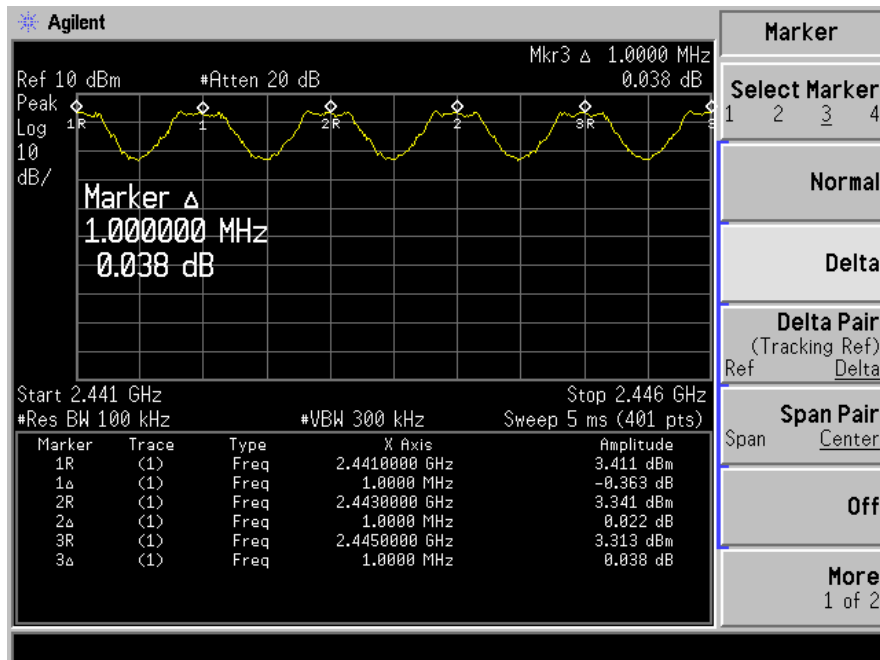 Agilent
Marker
Mkr3 Δ 1.0000 MHz
Ref 10 dBm #Atten 20 dB 0.038 dB
Peak
Log
10
dB/
1R 1 2R 2 3R 3
Marker Δ
1.000000 MHz
0.038 dB
Start 2.441 GHz Stop 2.446 GHz
#Res BW 100 kHz #VBW 300 kHz Sweep 5 ms (401 pts)
Marker Trace Type X Axis Amplitude
1R (1) Freq 2.4410000 GHz 3.411 dBm
1Δ (1) Freq 1.0000 MHz -0.363 dB
2R (1) Freq 2.4430000 GHz 3.341 dBm
2Δ (1) Freq 1.0000 MHz 0.022 dB
3R (1) Freq 2.4450000 GHz 3.313 dBm
3Δ (1) Freq 1.0000 MHz 0.038 dB
Select Marker
1 2 3 4
Normal
Delta
Delta Pair
(Tracking Ref)
Ref Delta
Span Pair
Span Center
Off
More
1 of 2